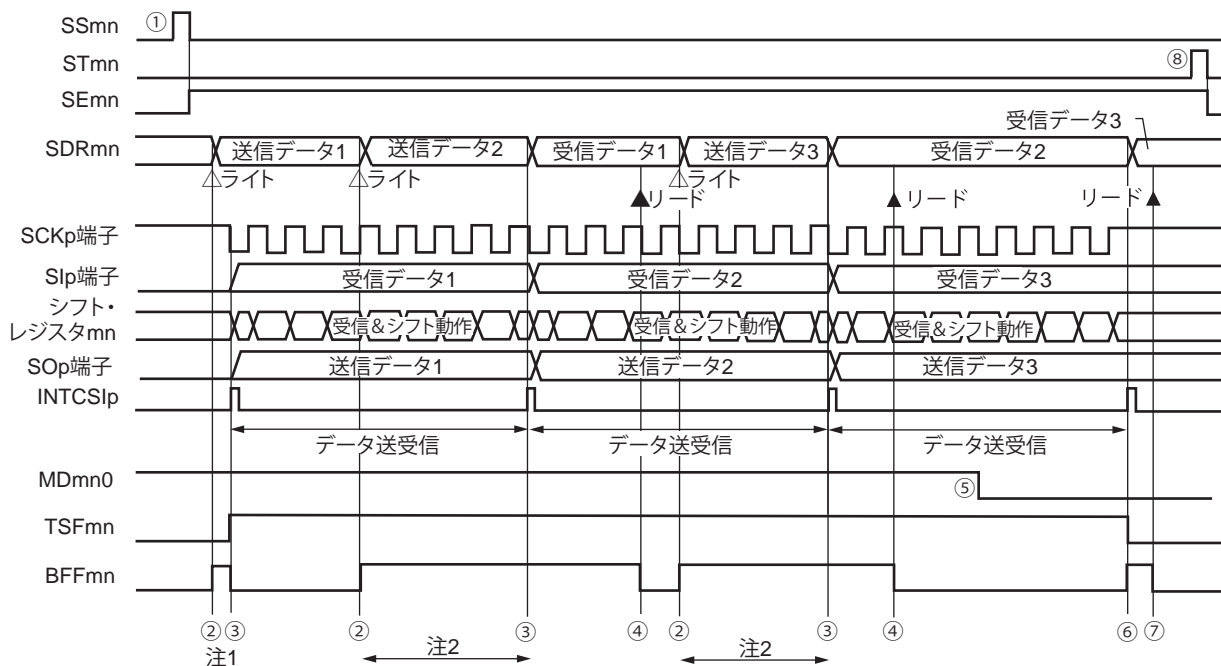 SSmn ①
STmn ⑧
SEmn
受信データ3
SDRmn 送信データ1 送信データ2 受信データ1 送信データ3 受信データ2
△ライト △ライト △ライト
▲リード ▲リード リード▲
SCKp端子
SIp端子 受信データ1 受信データ2 受信データ3
シフト・
レジスタmn 受信&シフト動作 受信&シフト動作 受信&シフト動作
SOp端子 送信データ1 送信データ2 送信データ3
INTCSIp
データ送受信 データ送受信 データ送受信
MDmn0 ⑤
TSFmn
BFFmn
② ③ ② ③ ④ ② ③ ④ ⑥ ⑦
注1 注2 注2